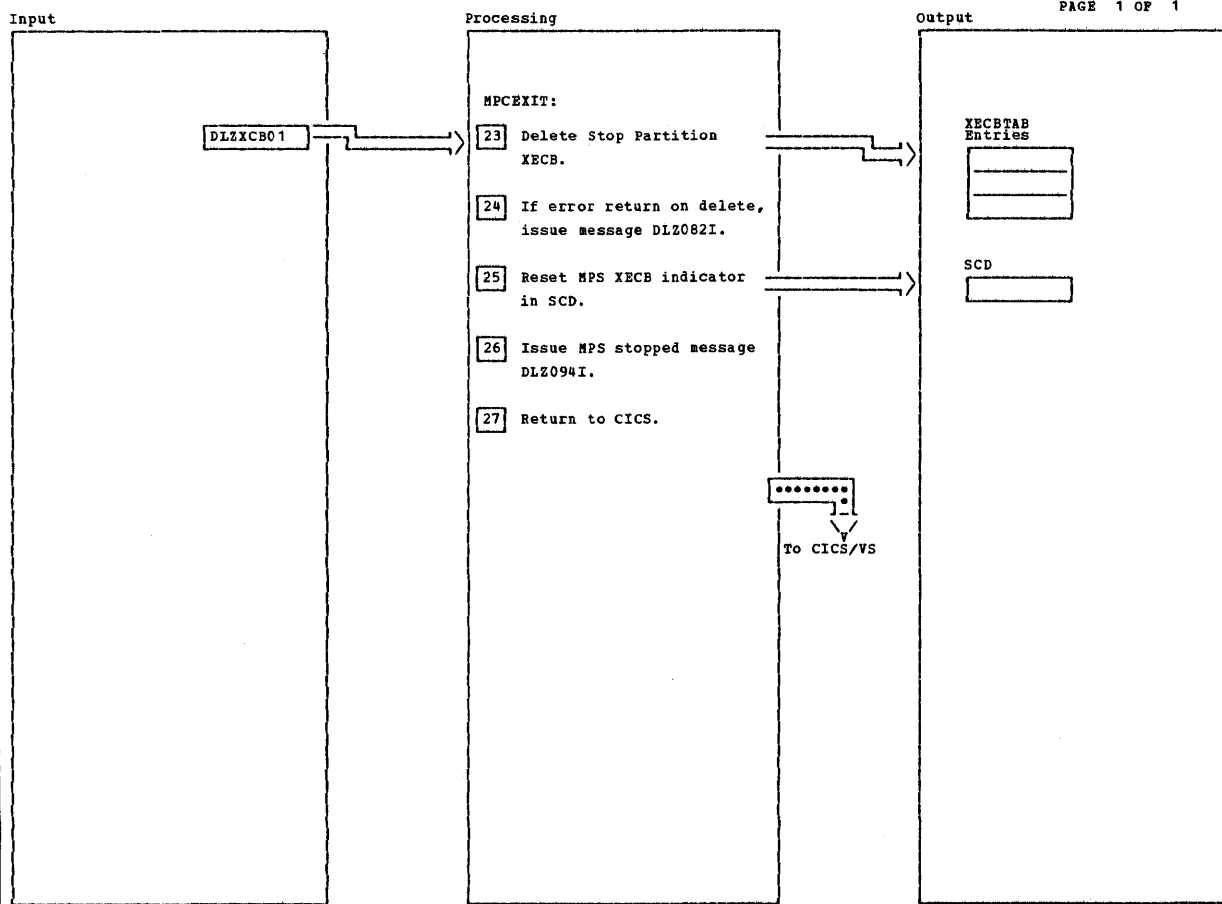 PAGE 1 OF 1
Input
Processing
Output
MPCEXIT:
DLZXCB01
23 Delete Stop Partition
XECB.
XECBTAB
Entries
24 If error return on delete,
issue message DLZ082I.
25 Reset MPS XECB indicator
in SCD.
SCD
26 Issue MPS stopped message
DLZ094I.
27 Return to CICS.
To CICS/VS